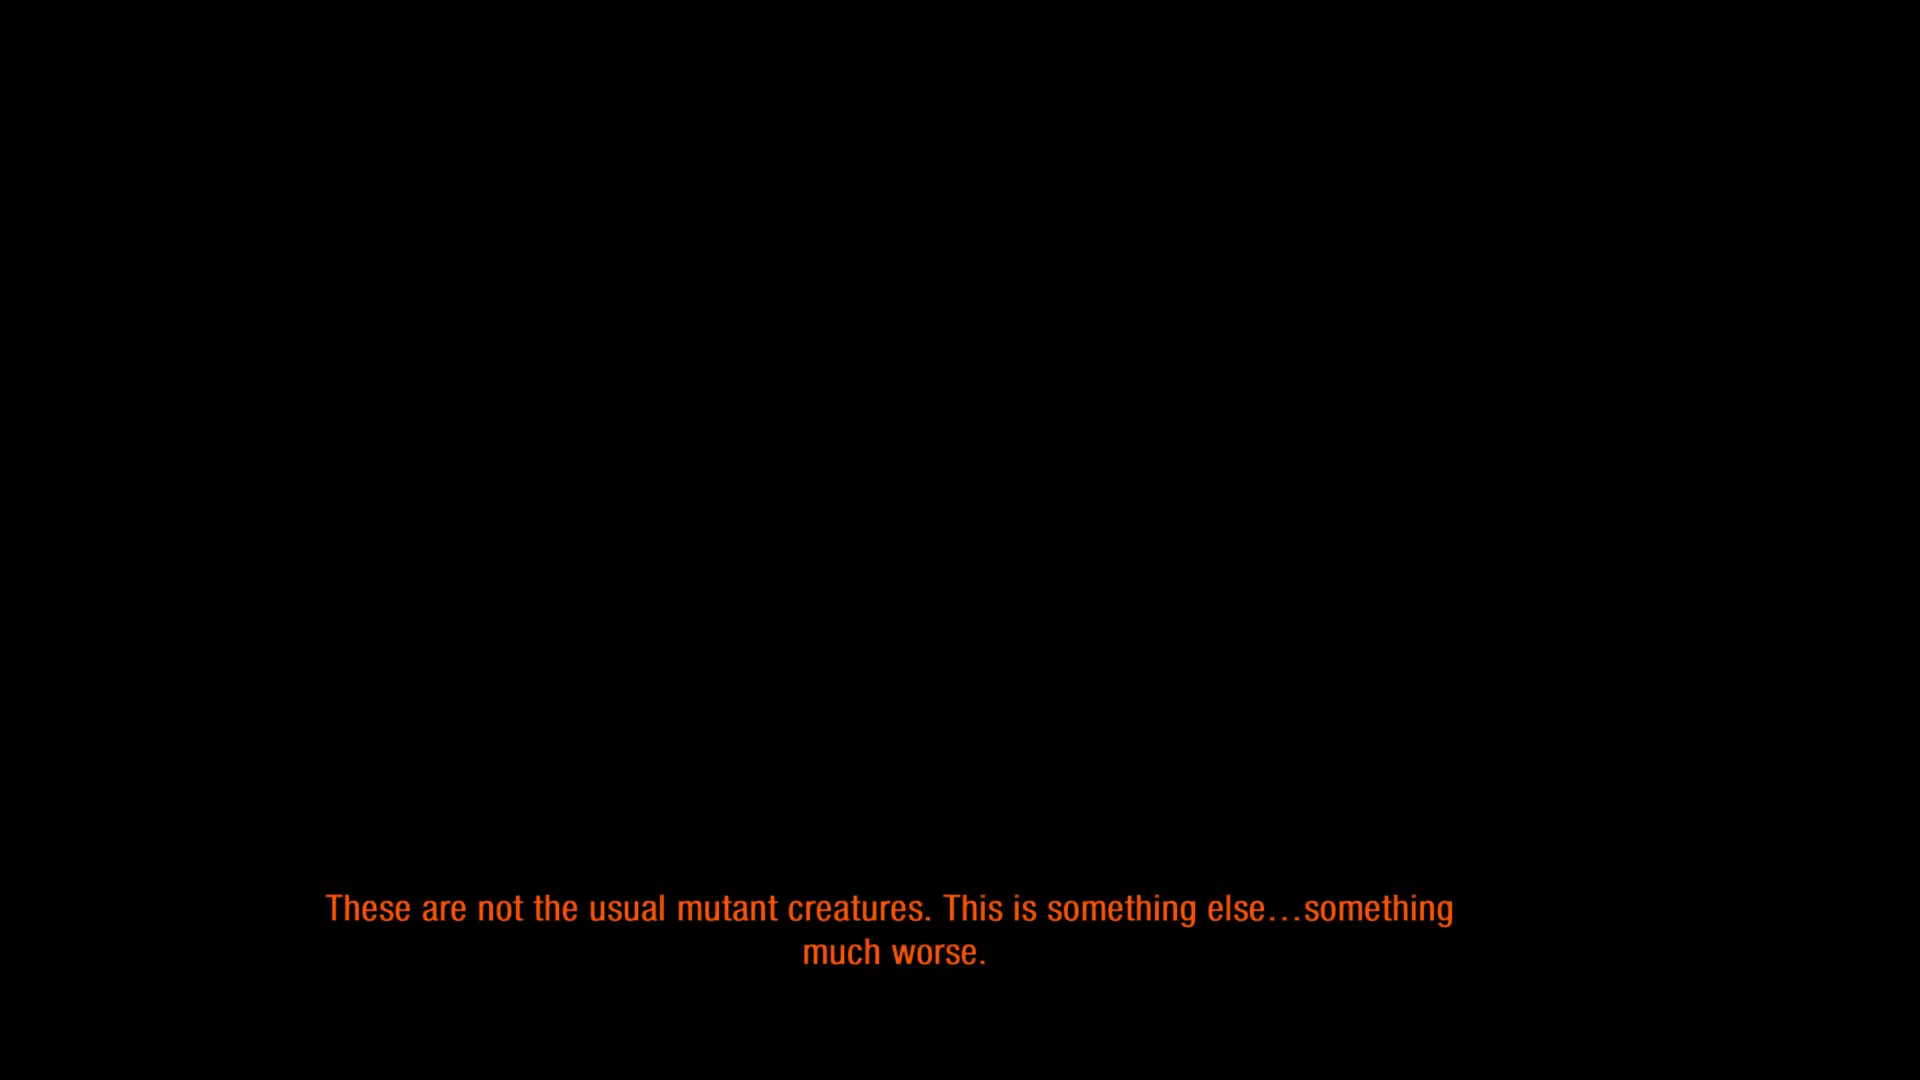 These are not the usual mutant creatures. This is something else…something
much worse.